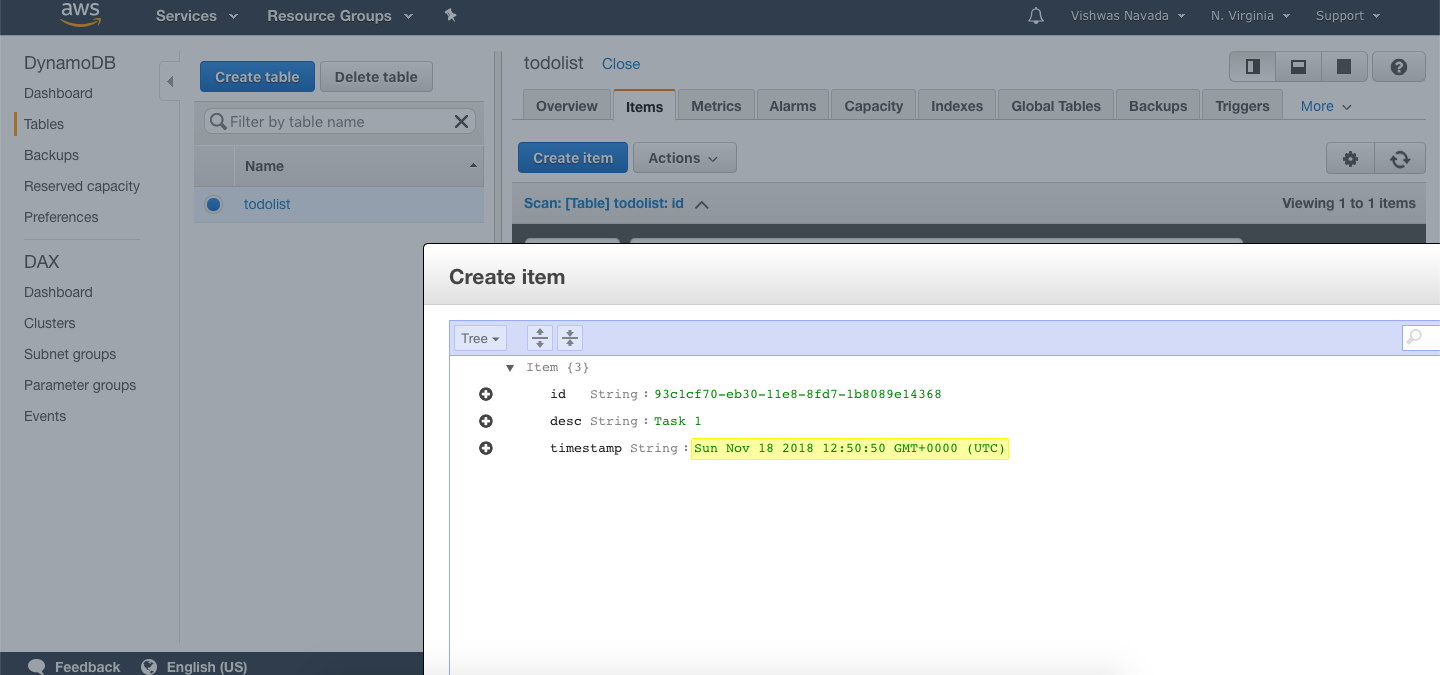 aws Services Resource Groups Vishwas Navada N. Virginia Support
DynamoDB
Dashboard
Tables
Backups
Reserved capacity
Preferences
DAX
Dashboard
Clusters
Subnet groups
Parameter groups
Events
Create table Delete table
Filter by table name
Name
todolist
todolist Close
Overview Items Metrics Alarms Capacity Indexes Global Tables Backups Triggers More
Create item Actions
Scan: [Table] todolist: id Viewing 1 to 1 items
Create item
Tree
Item {3}
id String : 93c1cf70-eb30-11e8-8fd7-1b8089e14368
desc String : Task 1
timestamp String : Sun Nov 18 2018 12:50:50 GMT+0000 (UTC)
Feedback English (US)